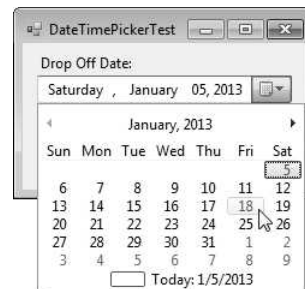 DateTimePickerTest
Drop Off Date:
Saturday , January 05, 2013
January, 2013
Sun Mon Tue Wed Thu Fri Sat
5
6 7 8 9 10 11 12
13 14 15 16 17 18 19
20 21 22 23 24 25 26
27 28 29 30 31 1 2
3 4 5 6 7 8 9
Today: 1/5/2013